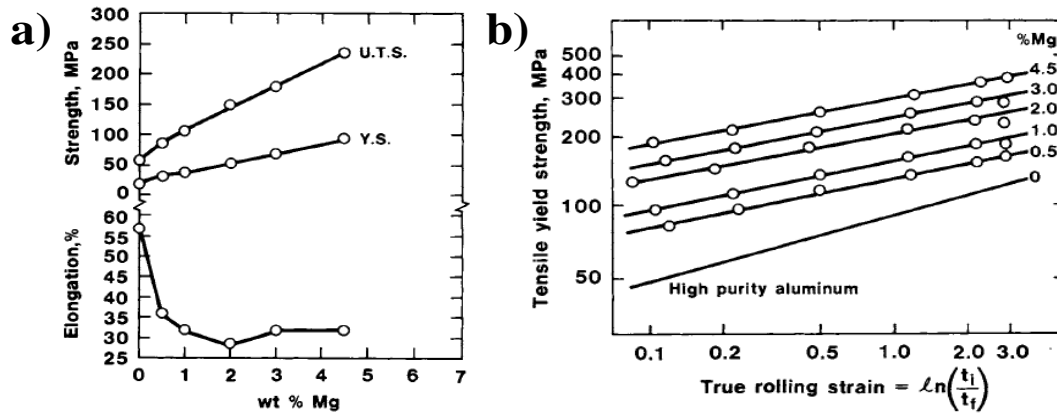 a)
300
250
200
150
100
50
0
Strength, MPa
U.T.S.
Y.S.
60
55
50
45
40
35
30
25
Elongation,%
0 1 2 3 4 5 6 7
wt % Mg
b)
500
400
300
200
100
50
Tensile yield strength, MPa
%Mg
4.5
3.0
2.0
1.0
0.5
0
High purity aluminum
0.1 0.2 0.5 1.0 2.0 3.0
True rolling strain = ℓn(ti/tf)